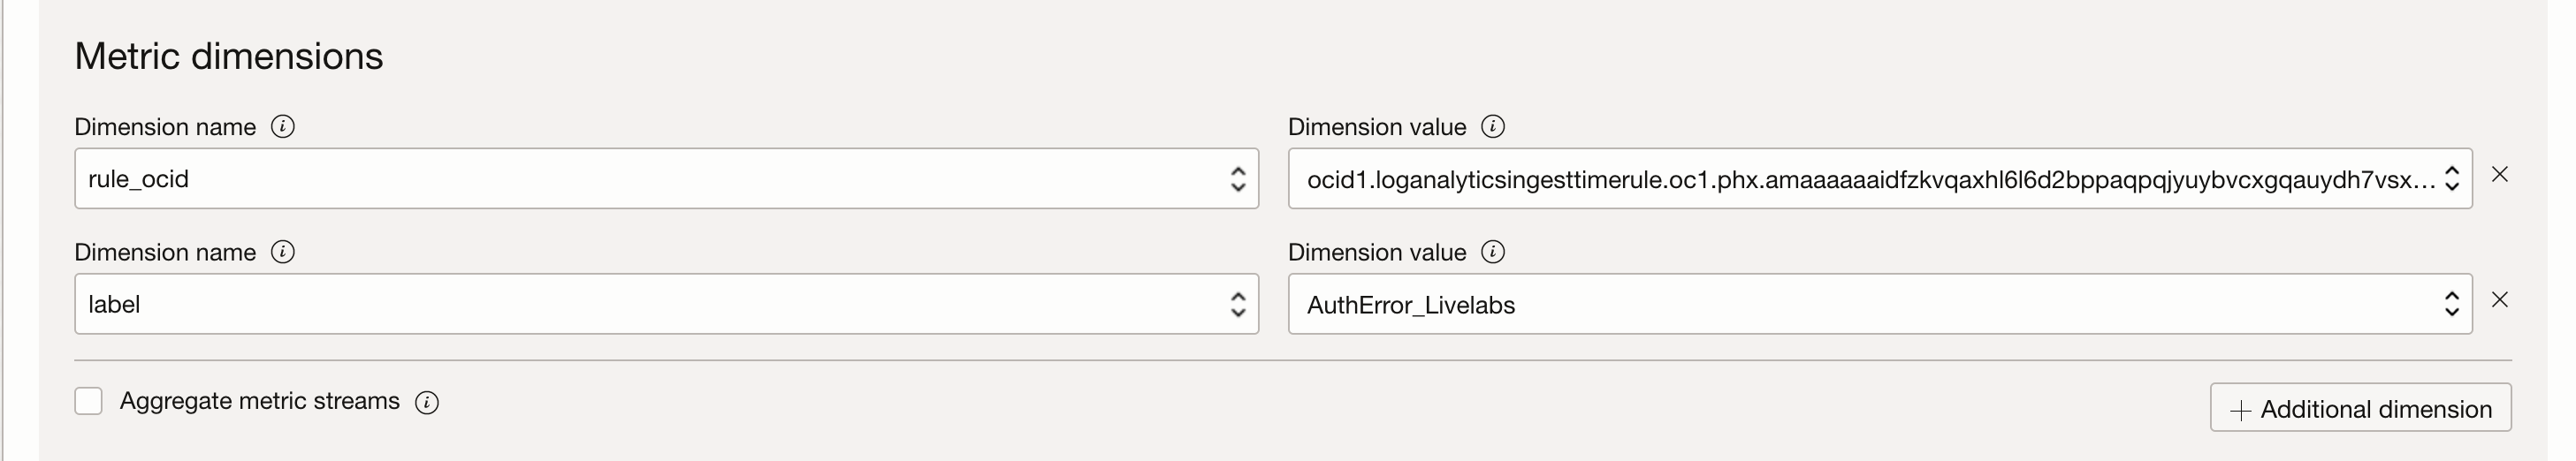 Metric dimensions
Dimension name
Dimension value
rule_ocid
ocid1.loganalyticsingesttimerule.oc1.phx.amaaaaaaidfzkvqaxhl6l6d2bppaqpqjyuybvcxgqauydh7vsx...
Dimension name
Dimension value
label
AuthError_Livelabs
Aggregate metric streams
+ Additional dimension